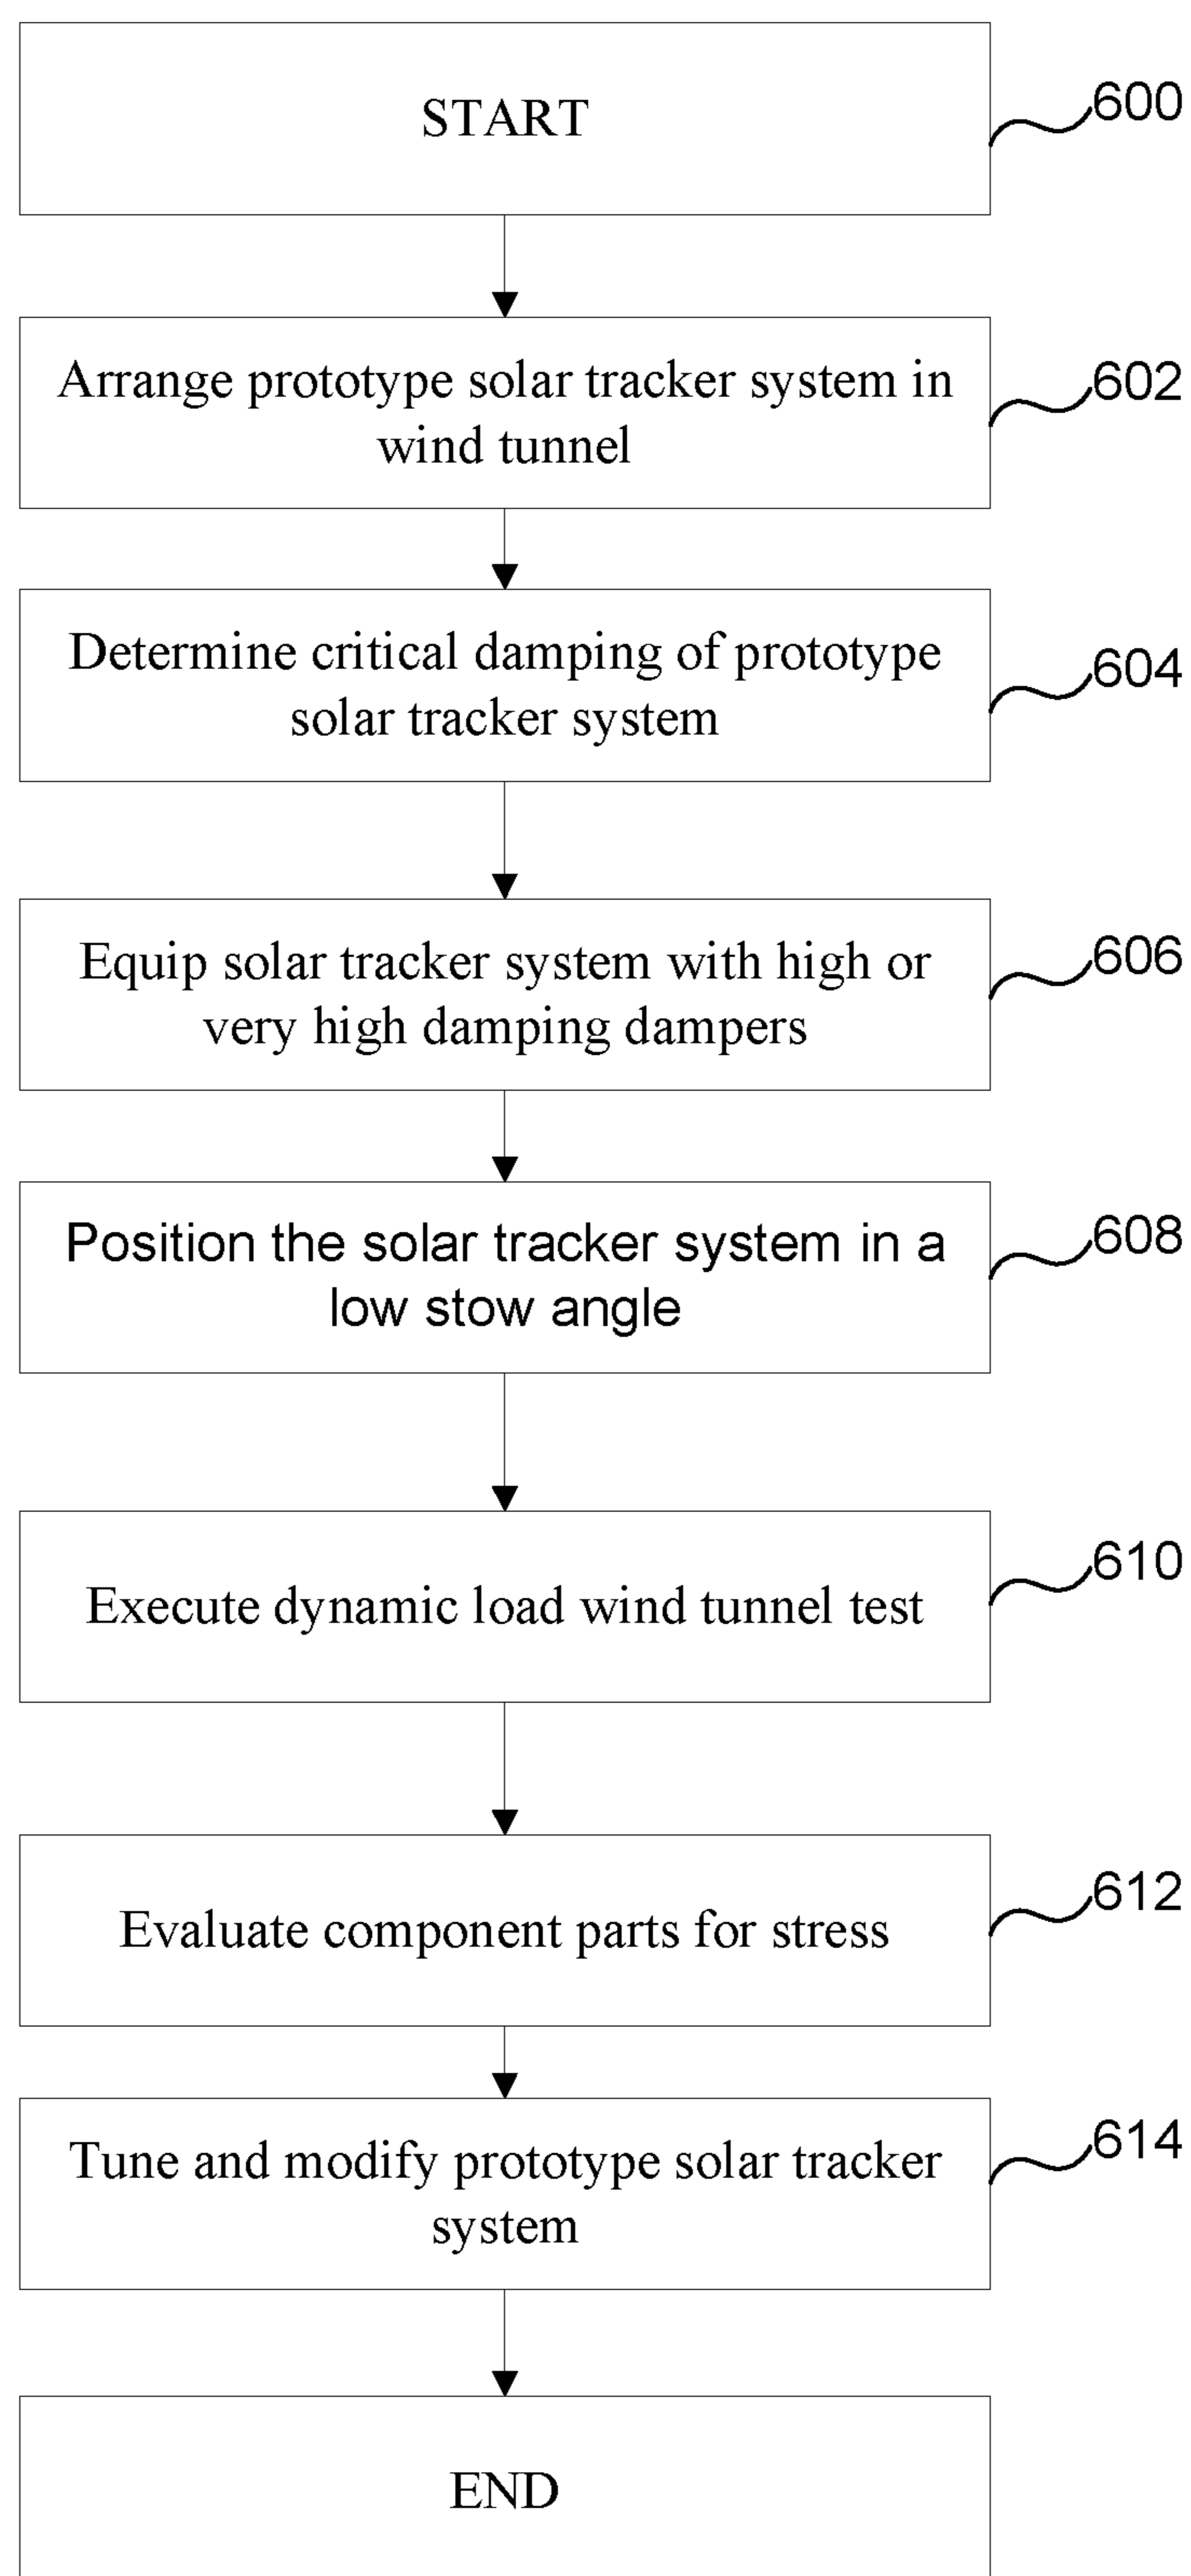 START
600
Arrange prototype solar tracker system in
wind tunnel
602
Determine critical damping of prototype
solar tracker system
604
Equip solar tracker system with high or
very high damping dampers
606
Position the solar tracker system in a
low stow angle
608
Execute dynamic load wind tunnel test
610
Evaluate component parts for stress
612
Tune and modify prototype solar tracker
system
614
END